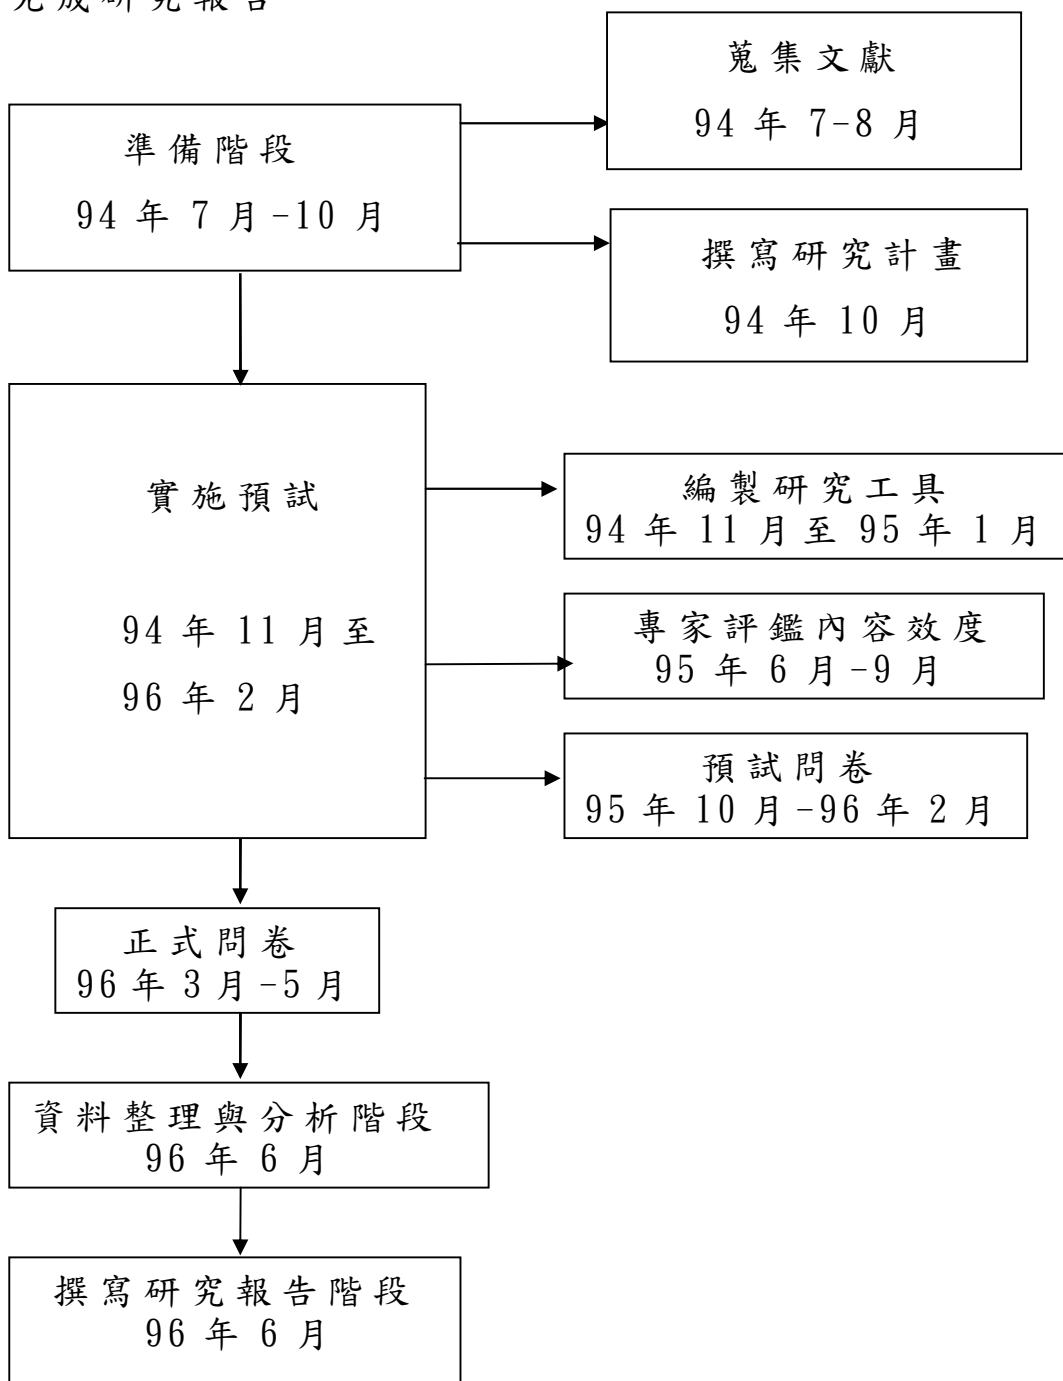 完成研究報告
蒐集文獻
94 年 7-8 月
準備階段
94 年 7 月-10 月
撰寫研究計畫
94 年 10 月
實施預試
94 年 11 月至
96 年 2 月
編製研究工具
94 年 11 月至 95 年 1 月
專家評鑑內容效度
95 年 6 月-9 月
預試問卷
95 年 10 月-96 年 2 月
正式問卷
96 年 3 月-5 月
資料整理與分析階段
96 年 6 月
撰寫研究報告階段
96 年 6 月